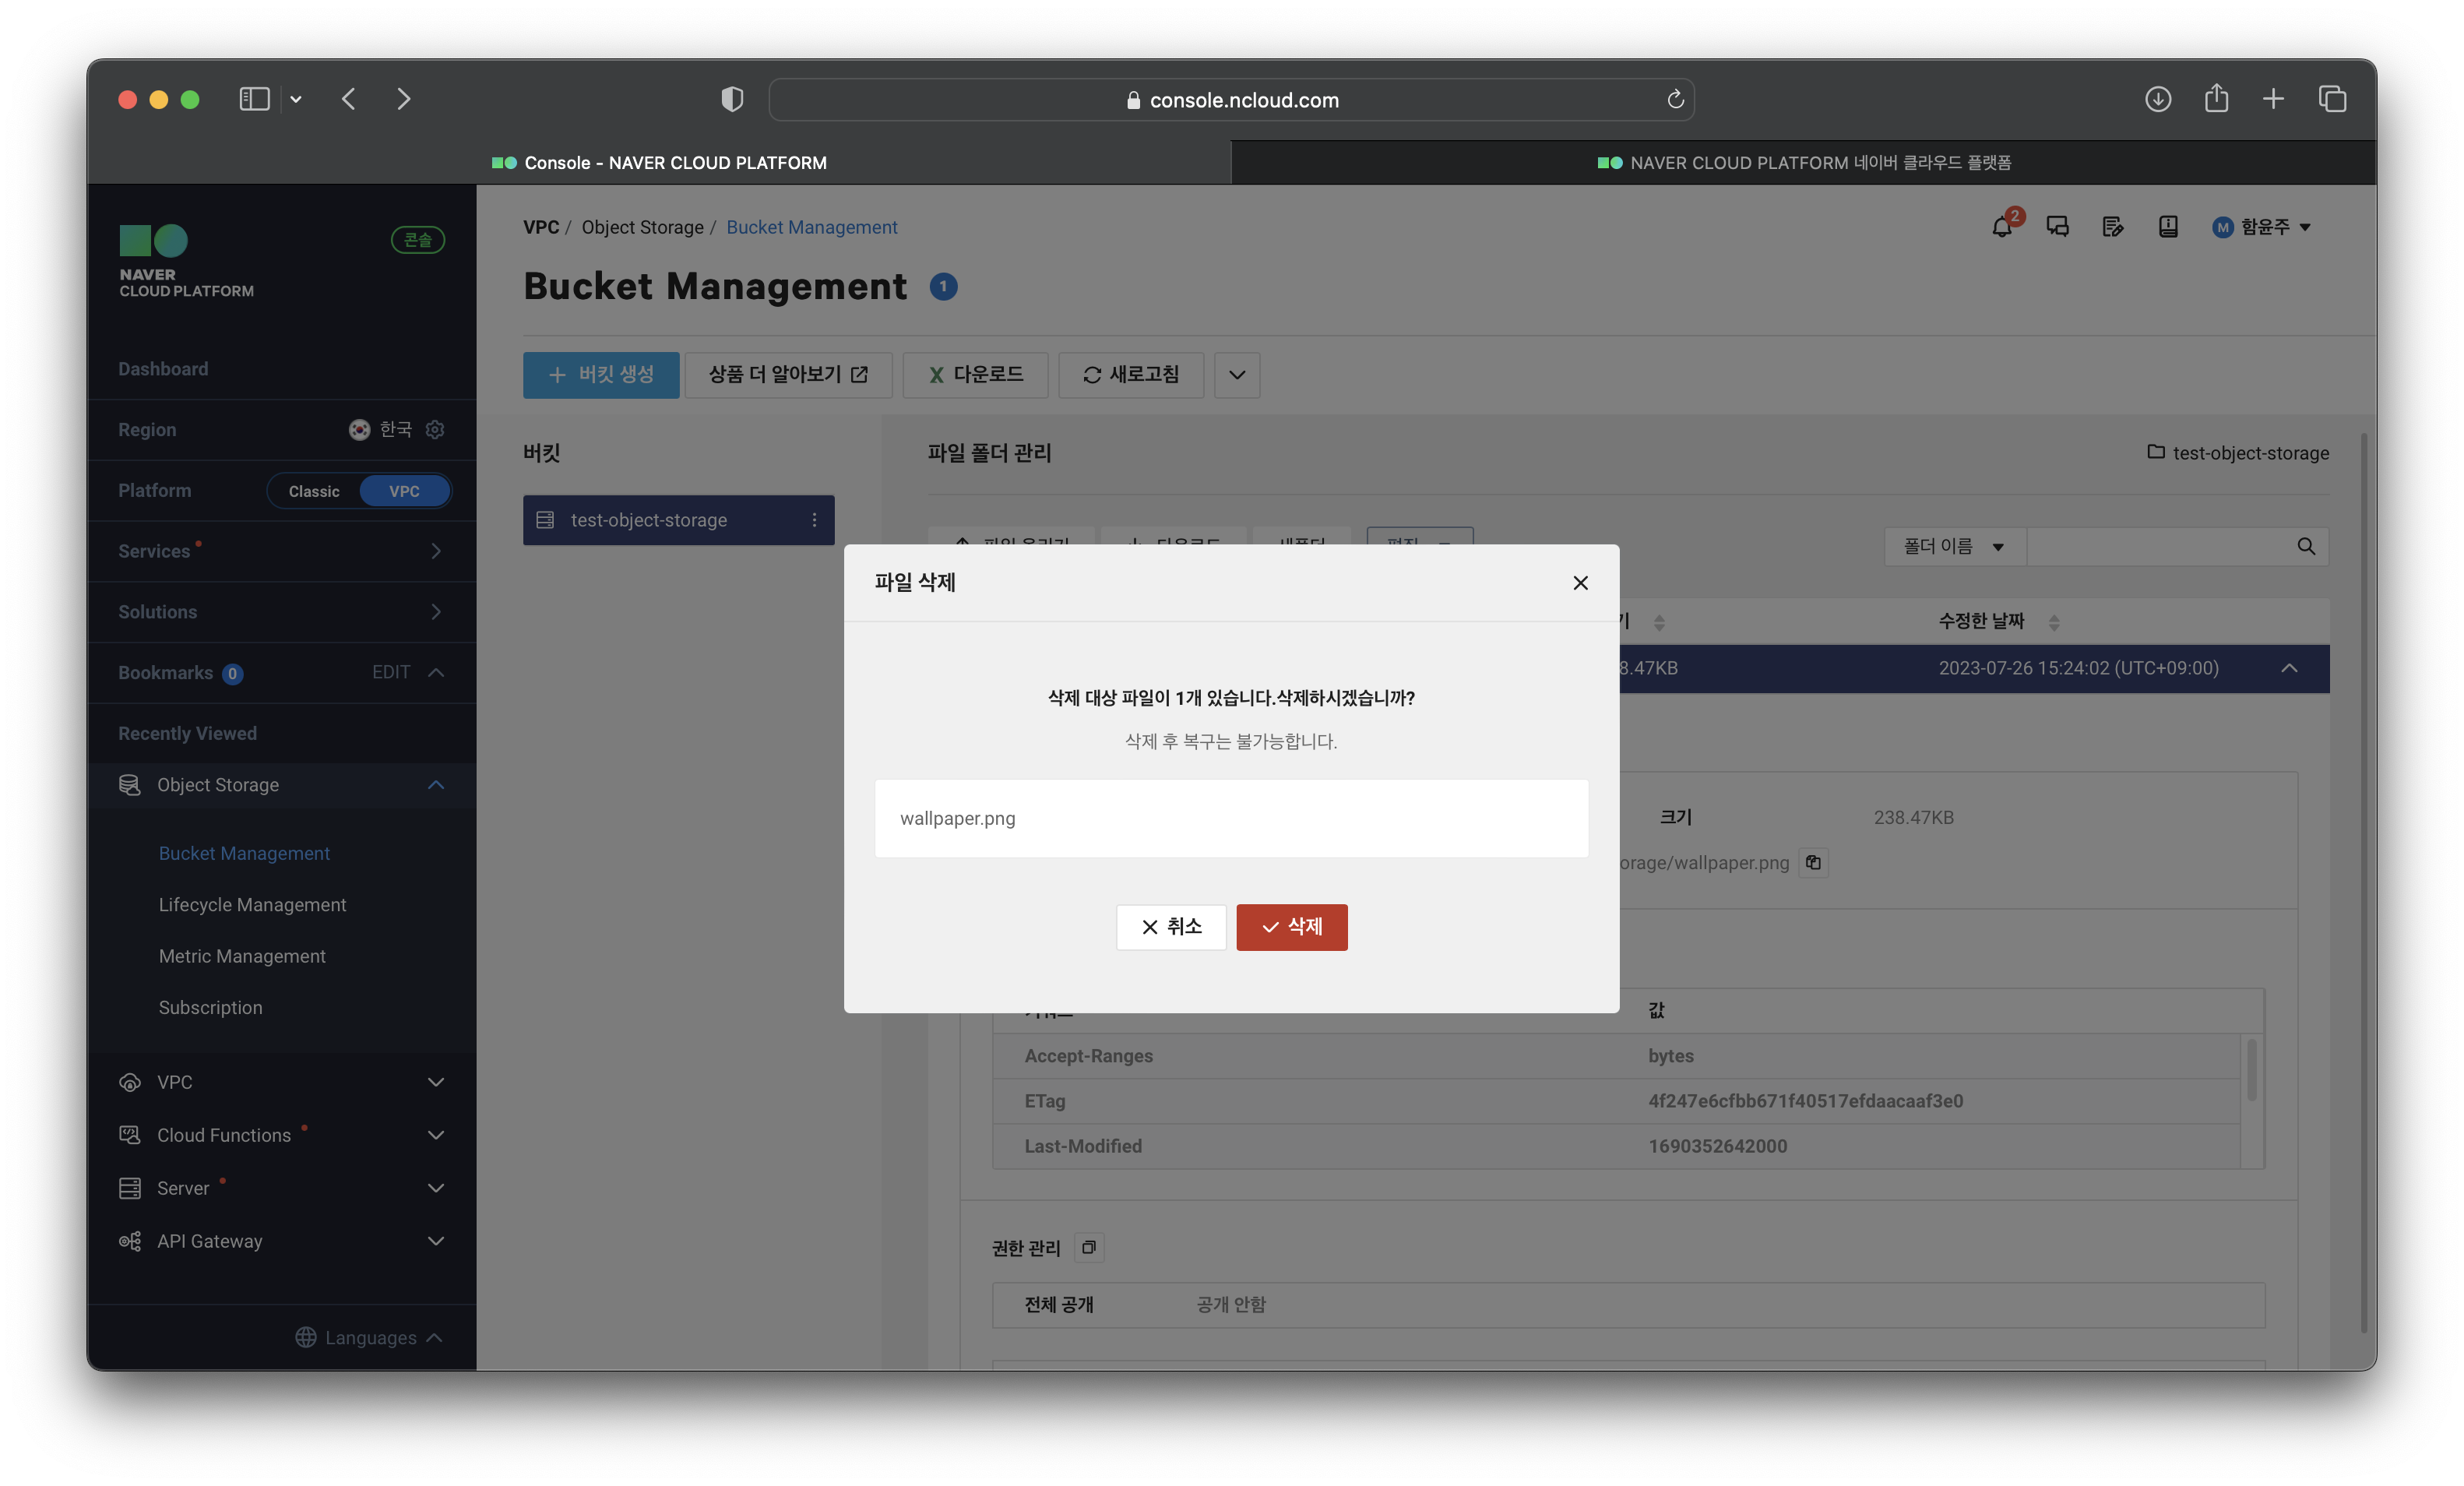 console.ncloud.com
Console - NAVER CLOUD PLATFORM
NAVER CLOUD PLATFORM 네이버 클라우드 플랫폼
NAVER
CLOUD PLATFORM
콘솔
Dashboard
Region 한국
Platform Classic VPC
Services
Solutions
Bookmarks 0 EDIT
Recently Viewed
Object Storage
Bucket Management
Lifecycle Management
Metric Management
Subscription
VPC
Cloud Functions
Server
API Gateway
Languages
VPC / Object Storage / Bucket Management
2
M 함윤주
Bucket Management 1
버킷 생성
상품 더 알아보기
X 다운로드
새로고침
버킷
test-object-storage
파일 폴더 관리
test-object-storage
폴더 이름
수정한 날짜
8.47KB
2023-07-26 15:24:02 (UTC+09:00)
파일 삭제
삭제 대상 파일이 1개 있습니다.삭제하시겠습니까?
삭제 후 복구는 불가능합니다.
wallpaper.png
취소
삭제
크기 238.47KB
orage/wallpaper.png
값
Accept-Ranges bytes
ETag 4f247e6cfbb671f40517efdaacaaf3e0
Last-Modified 1690352642000
권한 관리
전체 공개 공개 안함